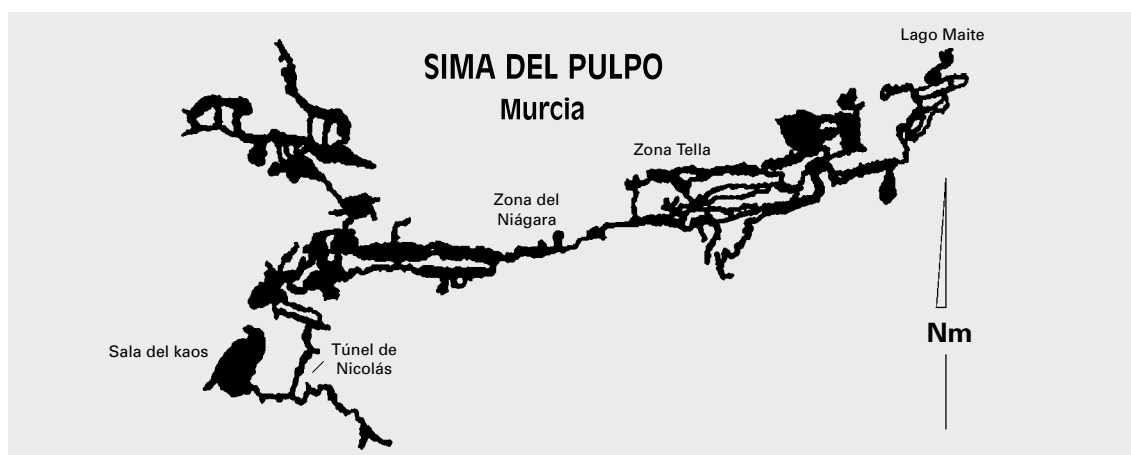 Lago Maite
SIMA DEL PULPO
Murcia
Zona Tella
Zona del
Niágara
Nm
Sala del kaos
Túnel de
Nicolás